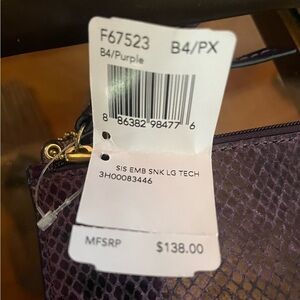 F67523 B4/PX
B4/Purple
8 86382 98477 6
SIS EMB SNK LG TECH
3H00083446
MFSRP $138.00